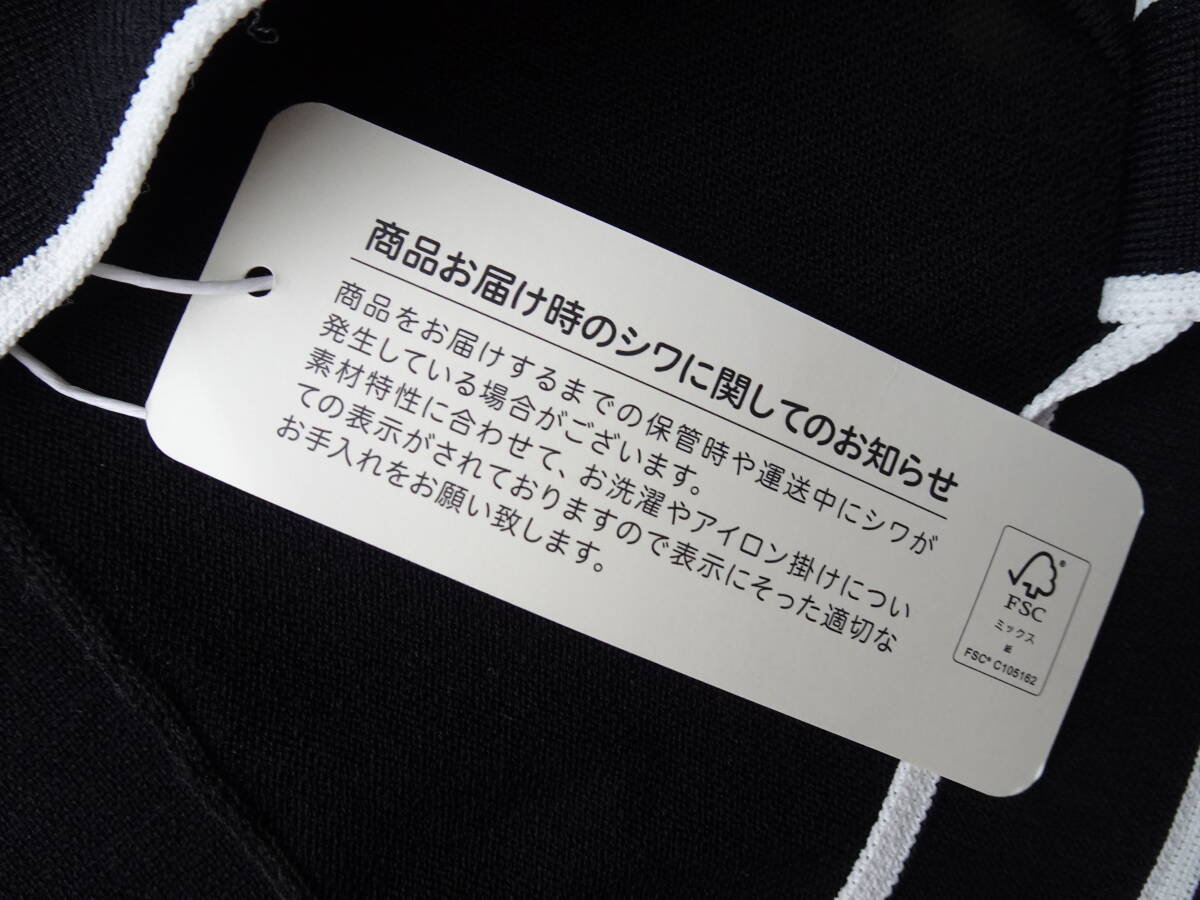 商品お届け時のシワに関してのお知らせ
商品をお届けするまでの保管時や運送中にシワが
発生している場合がございます。
素材特性に合わせて、お洗濯やアイロン掛けについ
ての表示がされておりますので表示にそった適切な
お手入れをお願い致します。
®
FSC
ミックス
紙
FSC® C105162